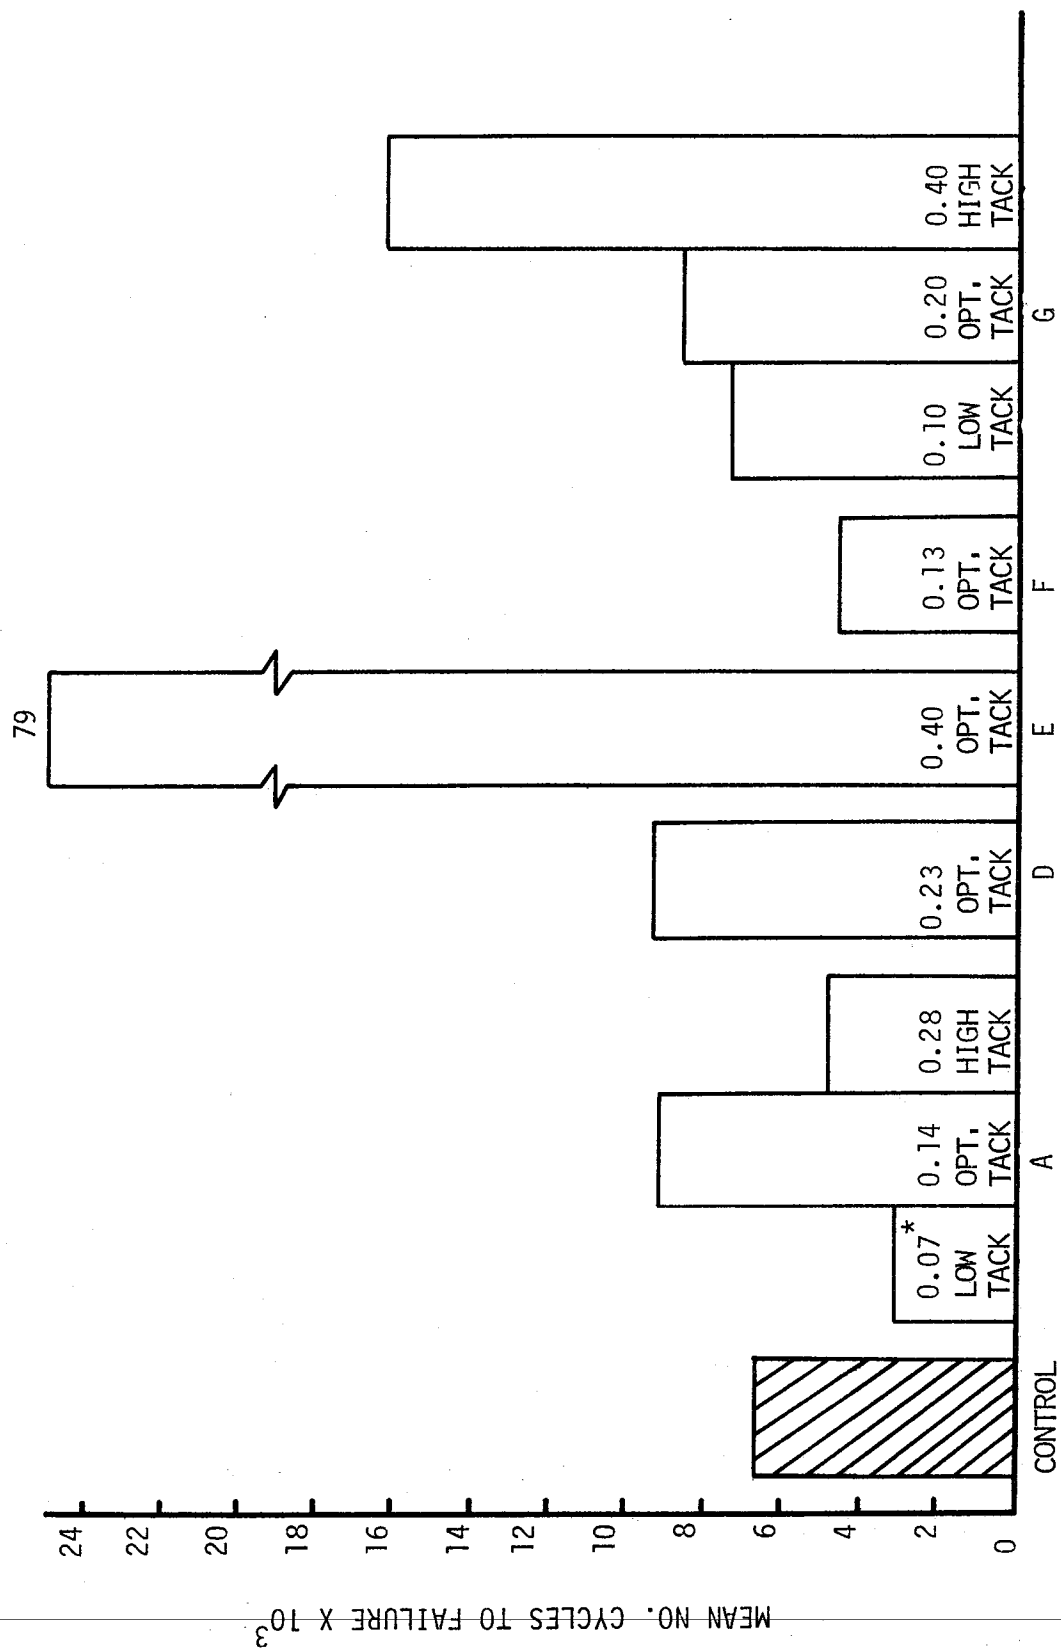 79
MEAN NO. CYCLES TO FAILURE X 10³
24
22
20
18
16
14
12
10
8
6
4
2
0
0.07*
LOW
TACK
0.14
OPT.
TACK
0.28
HIGH
TACK
0.23
OPT.
TACK
0.40
OPT.
TACK
0.13
OPT.
TACK
0.10
LOW
TACK
0.20
OPT.
TACK
0.40
HIGH
TACK
CONTROL
A
D
E
F
G